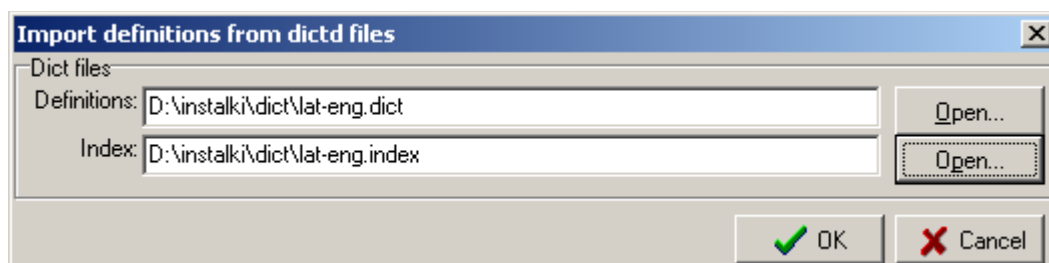 Import definitions from dictd files
Dict files
Definitions: D:\instalki\dict\lat-eng.dict Open...
Index: D:\instalki\dict\lat-eng.index Open...
OK Cancel